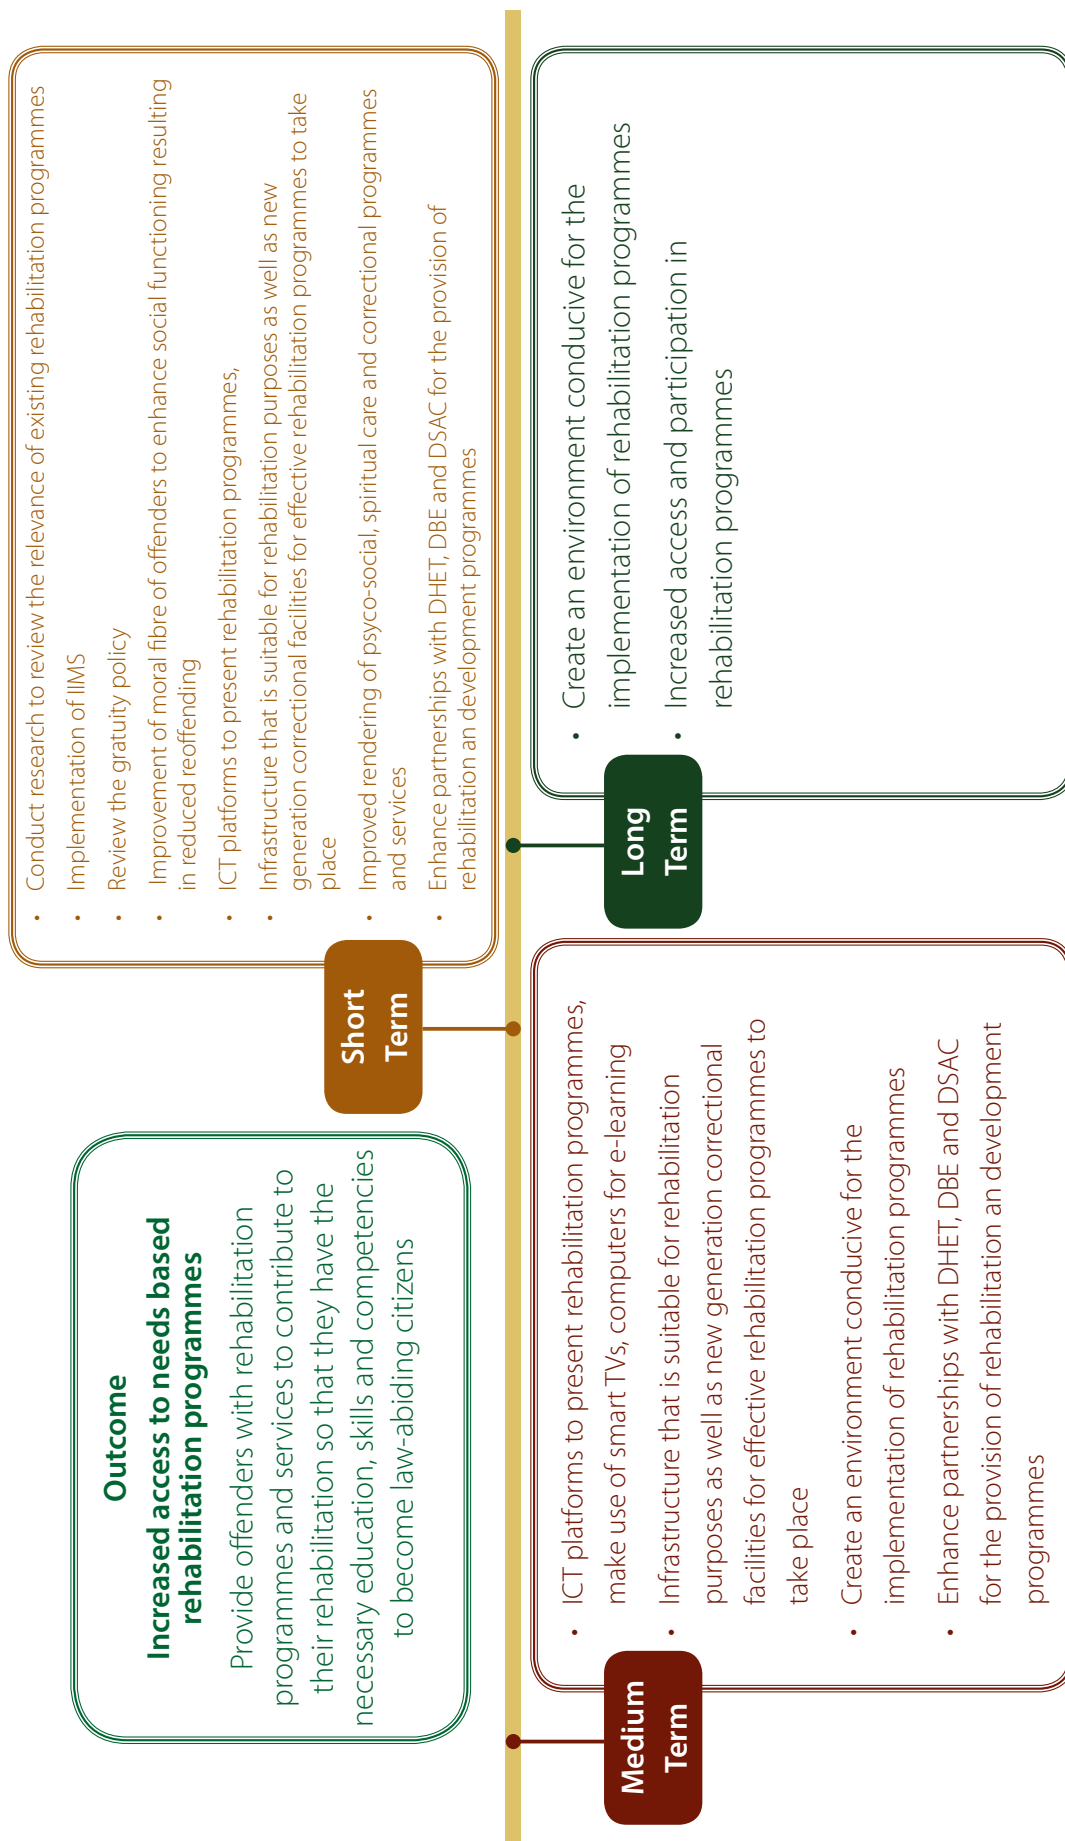 Outcome
Increased access to needs based
rehabilitation programmes
Provide offenders with rehabilitation
programmes and services to contribute to
their rehabilitation so that they have the
necessary education, skills and competencies
to become law-abiding citizens
Short
Term
• Conduct research to review the relevance of existing rehabilitation programmes
• Implementation of IIMS
• Review the gratuity policy
• Improvement of moral fibre of offenders to enhance social functioning resulting
in reduced reoffending
• ICT platforms to present rehabilitation programmes,
• Infrastructure that is suitable for rehabilitation purposes as well as new
generation correctional facilities for effective rehabilitation programmes to take
place
• Improved rendering of psyco-social, spiritual care and correctional programmes
and services
• Enhance partnerships with DHET, DBE and DSAC for the provision of
rehabilitation an development programmes
Medium
Term
• ICT platforms to present rehabilitation programmes,
make use of smart TVs, computers for e-learning
• Infrastructure that is suitable for rehabilitation
purposes as well as new generation correctional
facilities for effective rehabilitation programmes to
take place
• Create an environment conducive for the
implementation of rehabilitation programmes
• Enhance partnerships with DHET, DBE and DSAC
for the provision of rehabilitation an development
programmes
Long
Term
• Create an environment conducive for the
implementation of rehabilitation programmes
• Increased access and participation in
rehabilitation programmes